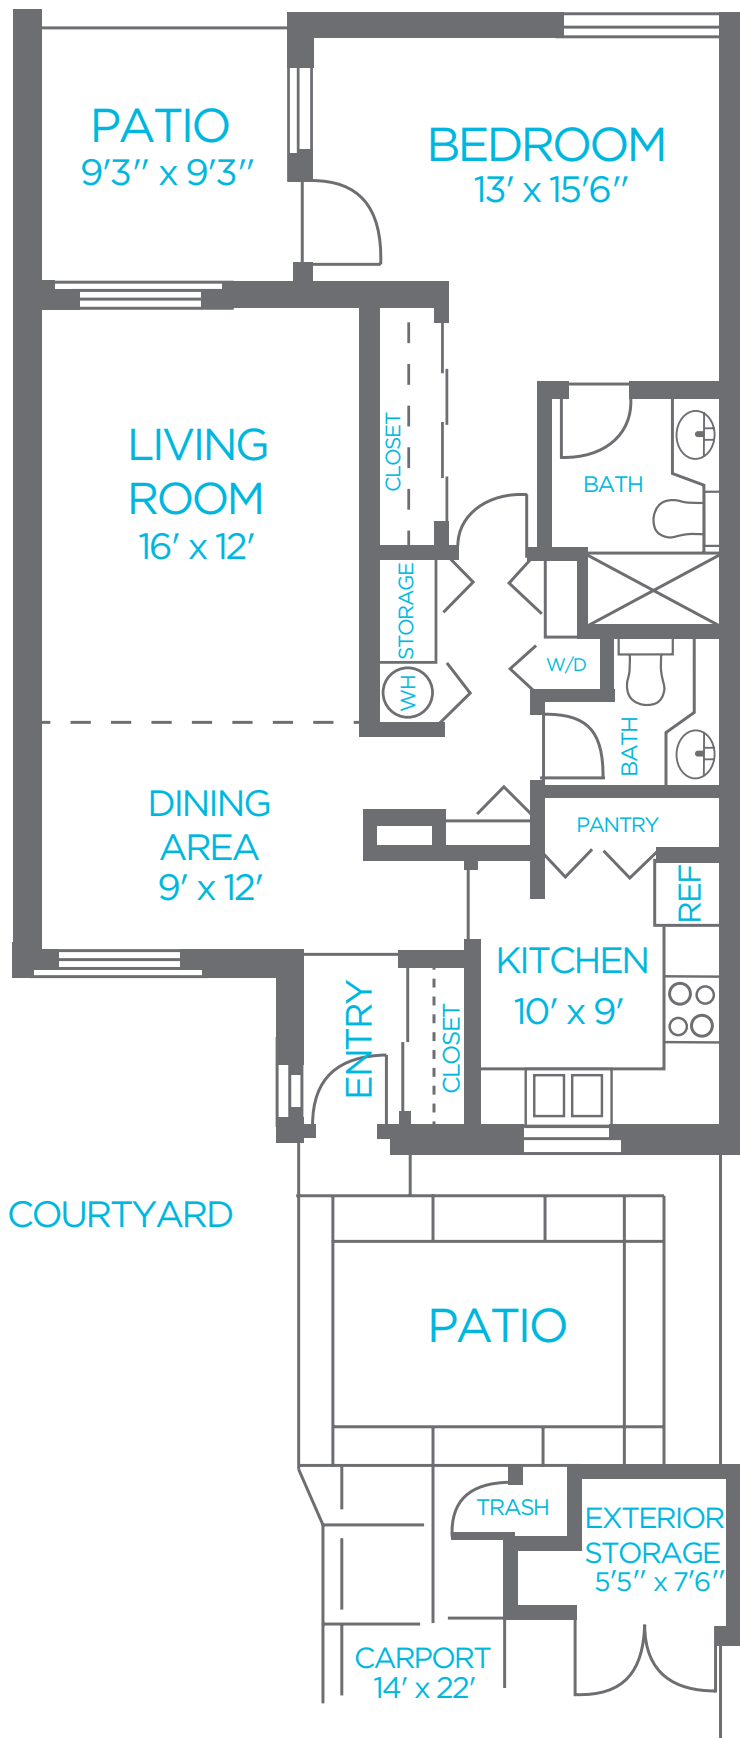 PATIO
9'3'' x 9'3''
BEDROOM
13' x 15'6''
LIVING
ROOM
16' x 12'
CLOSET
BATH
STORAGE
WH
W/D
BATH
DINING
AREA
9' x 12'
PANTRY
REF
KITCHEN
10' x 9'
ENTRY
CLOSET
COURTYARD
PATIO
TRASH
EXTERIOR
STORAGE
5'5'' x 7'6''
CARPORT
14' x 22'